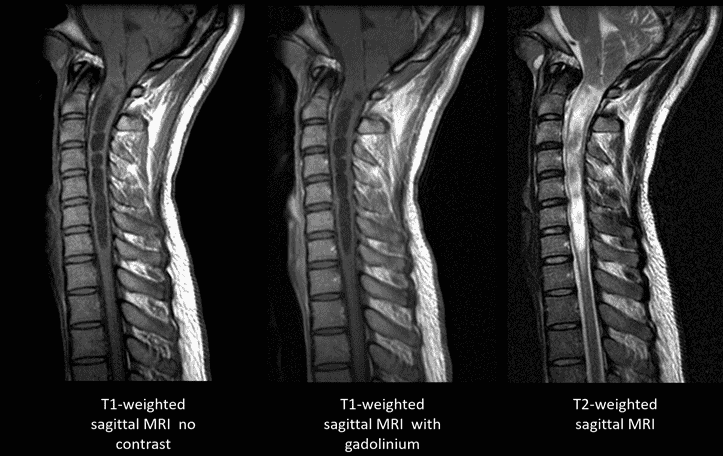 T1-weighted
sagittal MRI no
contrast
T1-weighted
sagittal MRI with
gadolinium
T2-weighted
sagittal MRI